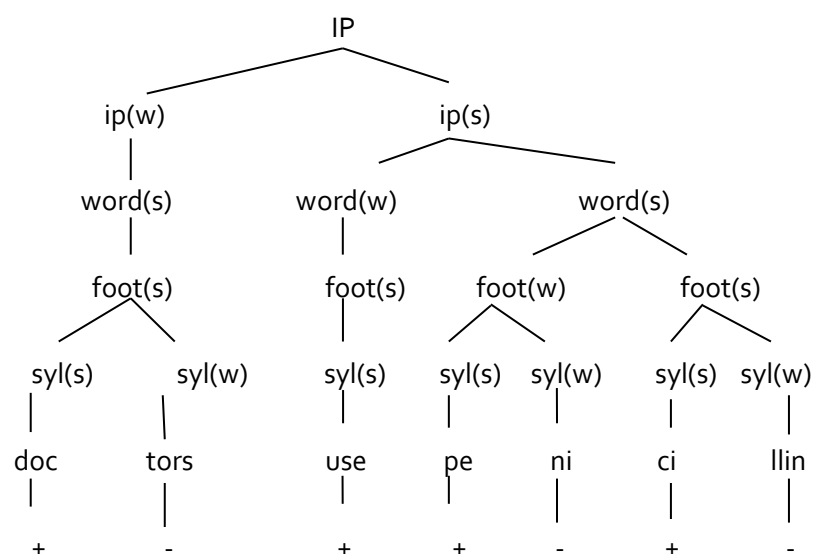 IP
ip(w) ip(s)
word(s) word(w) word(s)
foot(s) foot(s) foot(w) foot(s)
syl(s) syl(w) syl(s) syl(s) syl(w) syl(s) syl(w)
doc tors use pe ni ci llin
+ - + + - + -